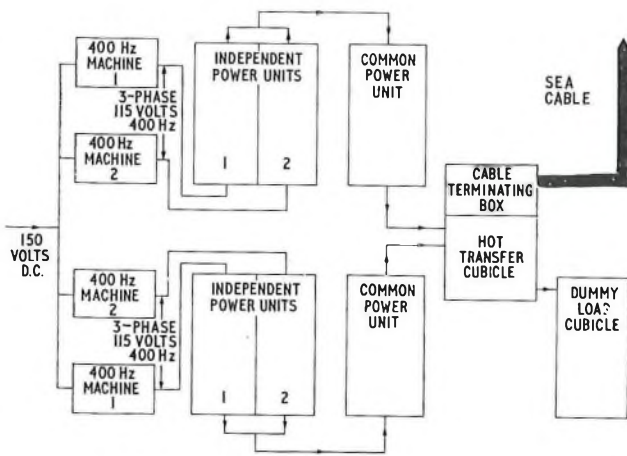 400 Hz
MACHINE
1
3-PHASE
115 VOLTS
400 Hz
400 Hz
MACHINE
2
INDEPENDENT
POWER UNITS
1 2
COMMON
POWER
UNIT
SEA
CABLE
CABLE
TERMINATING
BOX
HOT
TRANSFER
CUBICLE
150
VOLTS
D.C.
400 Hz
MACHINE
2
3-PHASE
115 VOLTS
400 Hz
400 Hz
MACHINE
1
INDEPENDENT
POWER UNITS
1 2
COMMON
POWER
UNIT
DUMMY
LOAD
CUBICLE